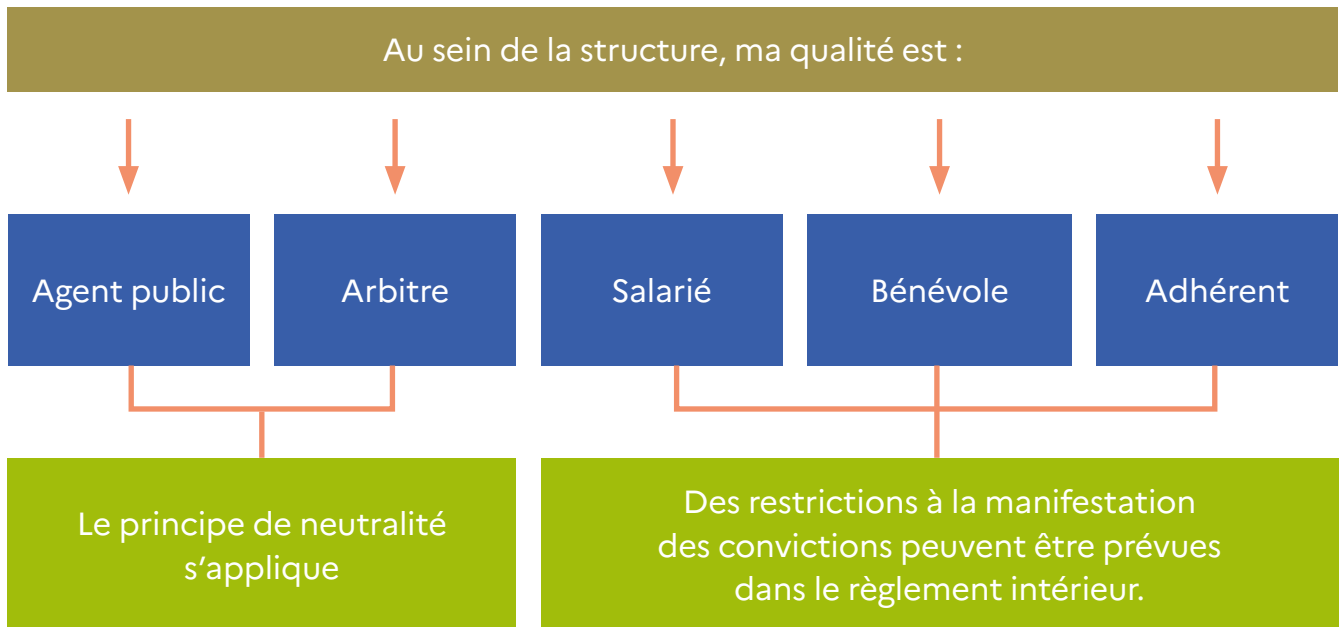 Au sein de la structure, ma qualité est :
Agent public
Arbitre
Salarié
Bénévole
Adhérent
Le principe de neutralité
s’applique
Des restrictions à la manifestation
des convictions peuvent être prévues
dans le règlement intérieur.